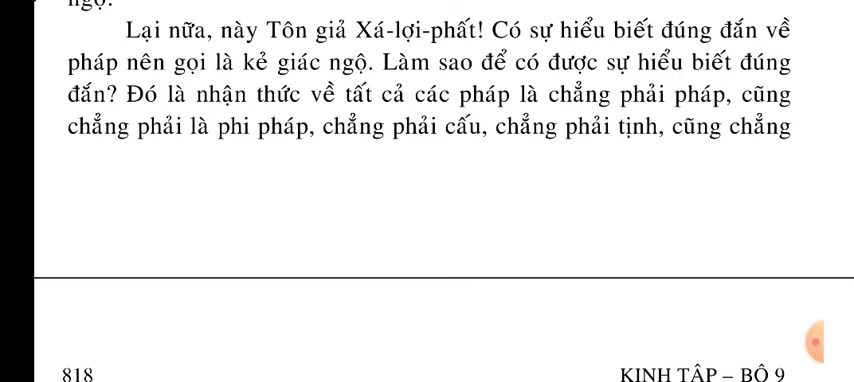 ngộ.
Lại nữa, này Tôn giả Xá-lợi-phất! Có sự hiểu biết đúng đắn về
pháp nên gọi là kẻ giác ngộ. Làm sao để có được sự hiểu biết đúng
đắn? Đó là nhận thức về tất cả các pháp là chẳng phải pháp, cũng
chẳng phải là phi pháp, chẳng phải cấu, chẳng phải tịnh, cũng chẳng
818
KINH TẬP – BỘ 9